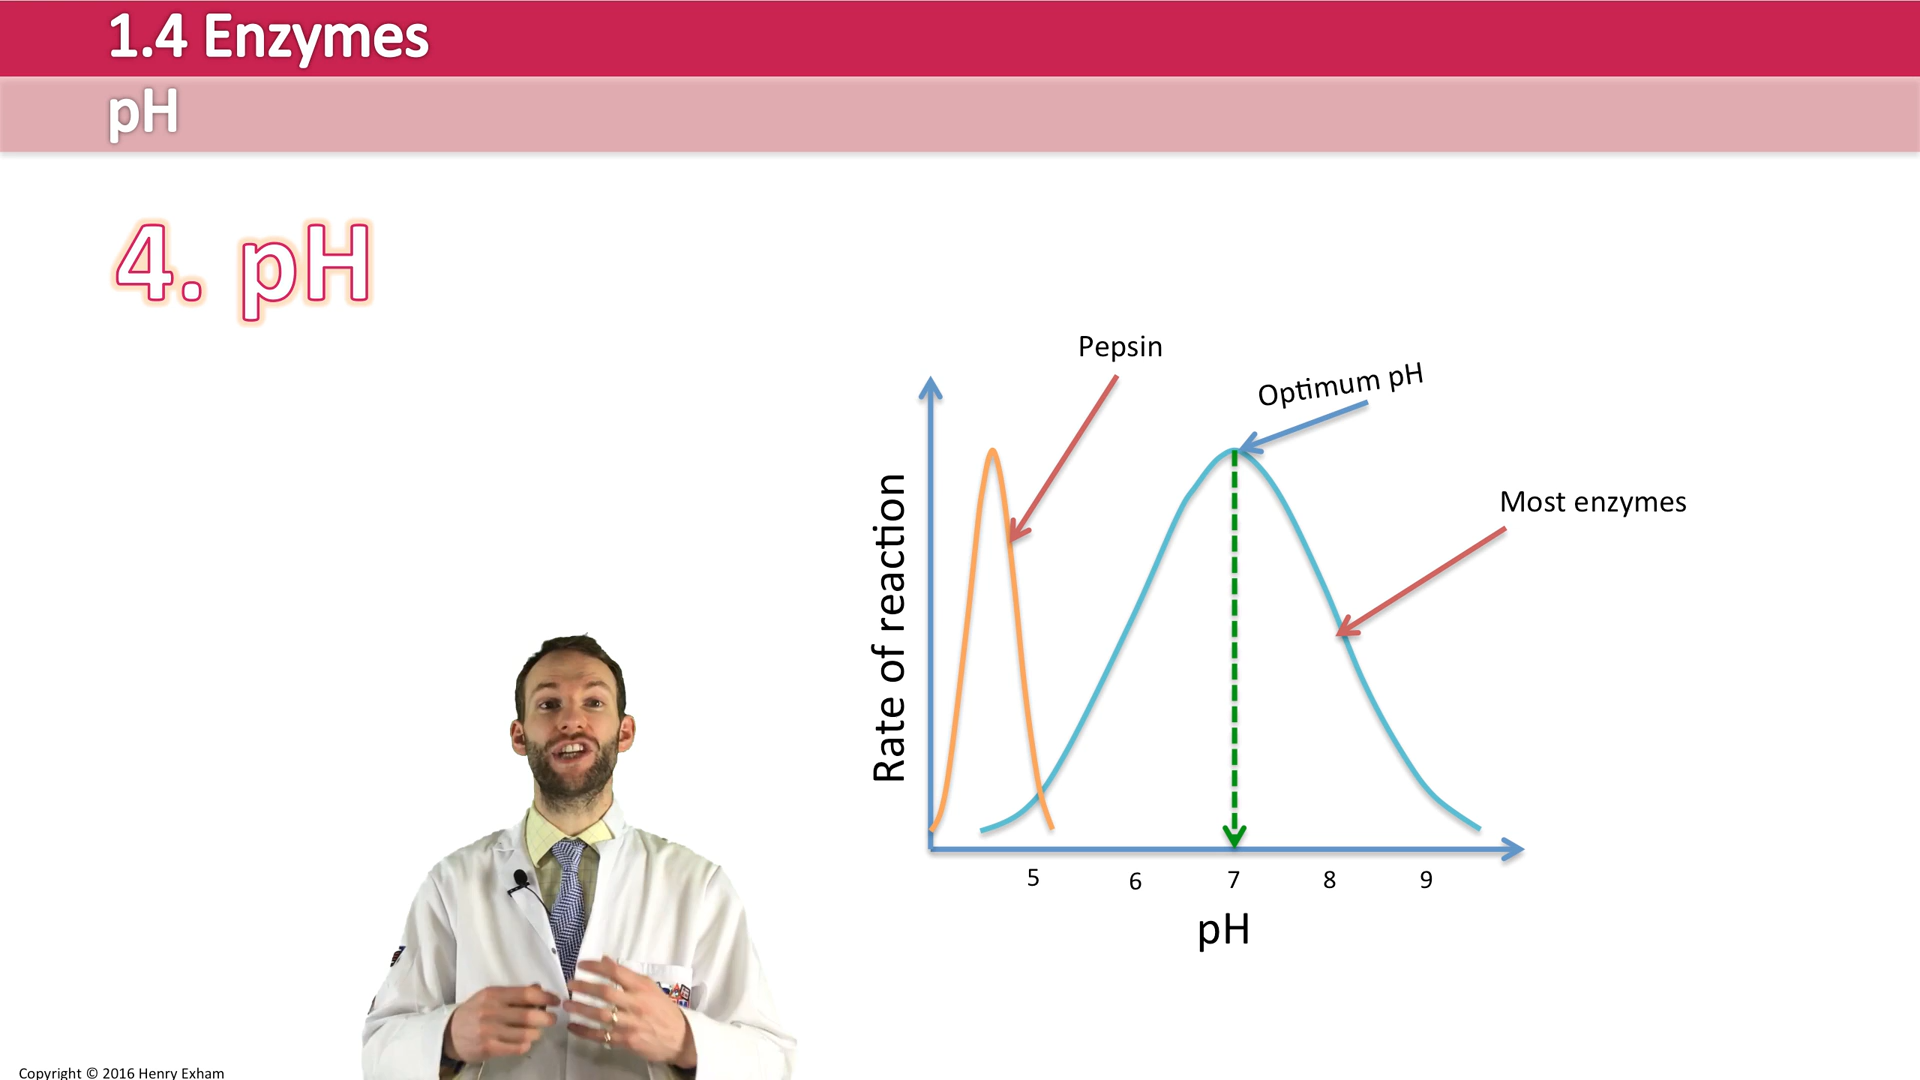 1.4 Enzymes
pH
4. pH
Pepsin
Optimum pH
Most enzymes
Rate of reaction
5 6 7 8 9
pH
Copyright © 2016 Henry Exham